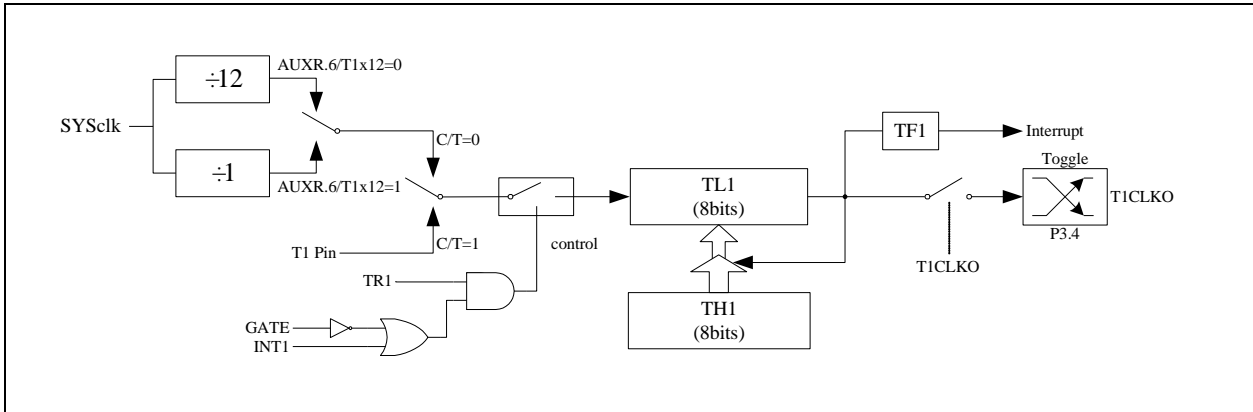 ÷12
AUXR.6/T1x12=0
SYSclk
÷1
AUXR.6/T1x12=1
C/T=0
C/T=1
T1 Pin
control
TR1
GATE
INT1
TL1
(8bits)
TH1
(8bits)
TF1
Interrupt
Toggle
T1CLKO
P3.4
T1CLKO